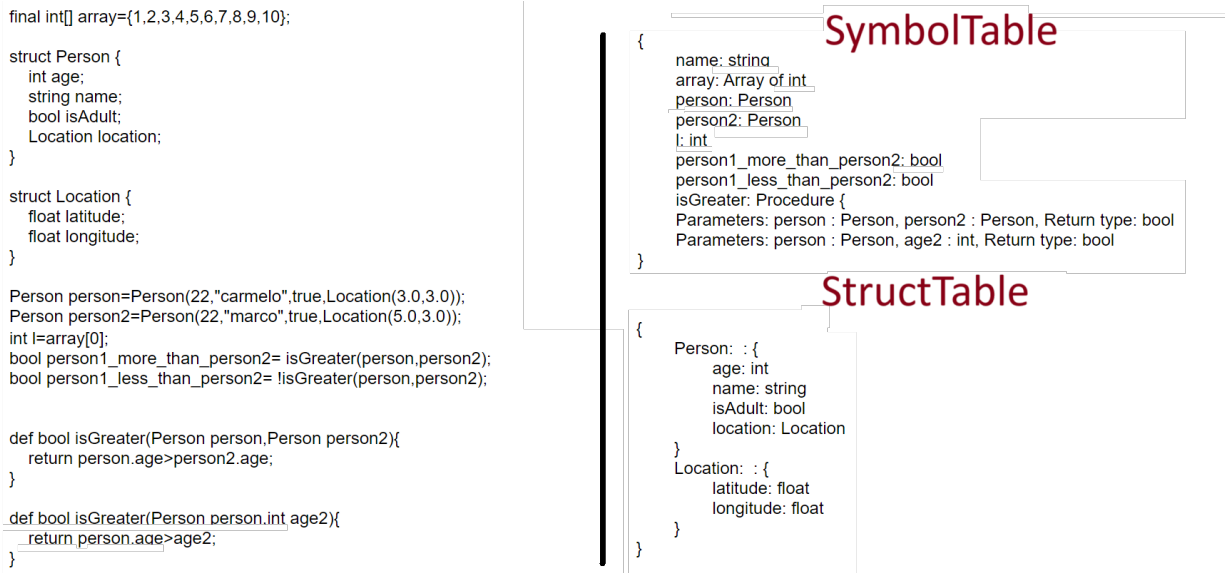 final int[] array={1,2,3,4,5,6,7,8,9,10};
struct Person {
int age;
string name;
bool isAdult;
Location location;
}
struct Location {
float latitude;
float longitude;
}
Person person=Person(22,"carmelo",true,Location(3.0,3.0));
Person person2=Person(22,"marco",true,Location(5.0,3.0));
int l=array[0];
bool person1_more_than_person2= isGreater(person,person2);
bool person1_less_than_person2= !isGreater(person,person2);
def bool isGreater(Person person,Person person2){
return person.age>person2.age;
}
def bool isGreater(Person person,int age2){
return person.age>age2;
}
SymbolTable
{
name: string
array: Array of int
person: Person
person2: Person
l: int
person1_more_than_person2: bool
person1_less_than_person2: bool
isGreater: Procedure {
Parameters: person : Person, person2 : Person, Return type: bool
Parameters: person : Person, age2 : int, Return type: bool
}
StructTable
{
Person:  : {
age: int
name: string
isAdult: bool
location: Location
}
Location:  : {
latitude: float
longitude: float
}
}